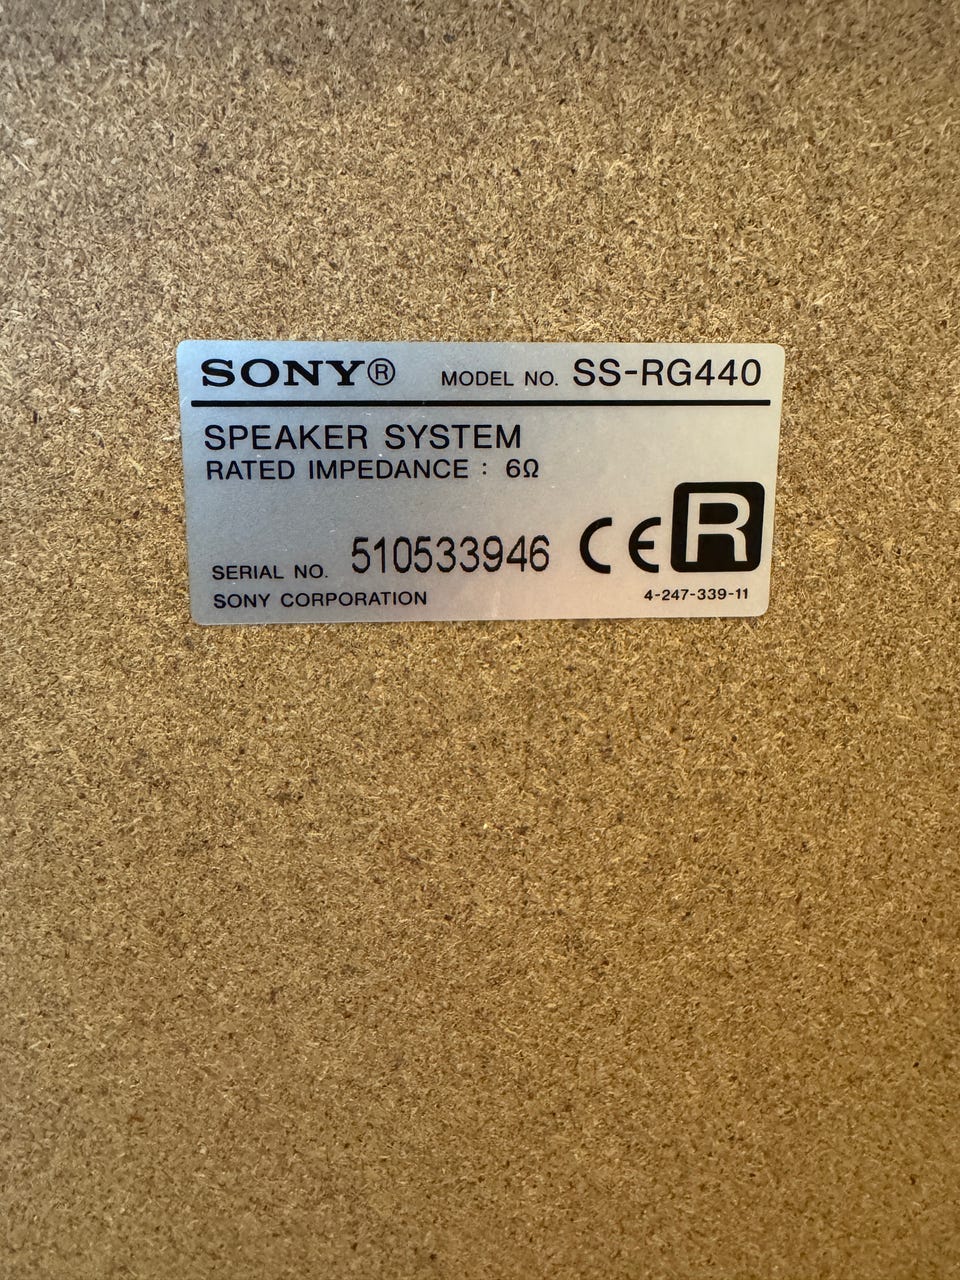 SONY® MODEL NO. SS-RG440
SPEAKER SYSTEM
RATED IMPEDANCE : 6Ω
SERIAL NO. 510533946 CE R
SONY CORPORATION 4-247-339-11